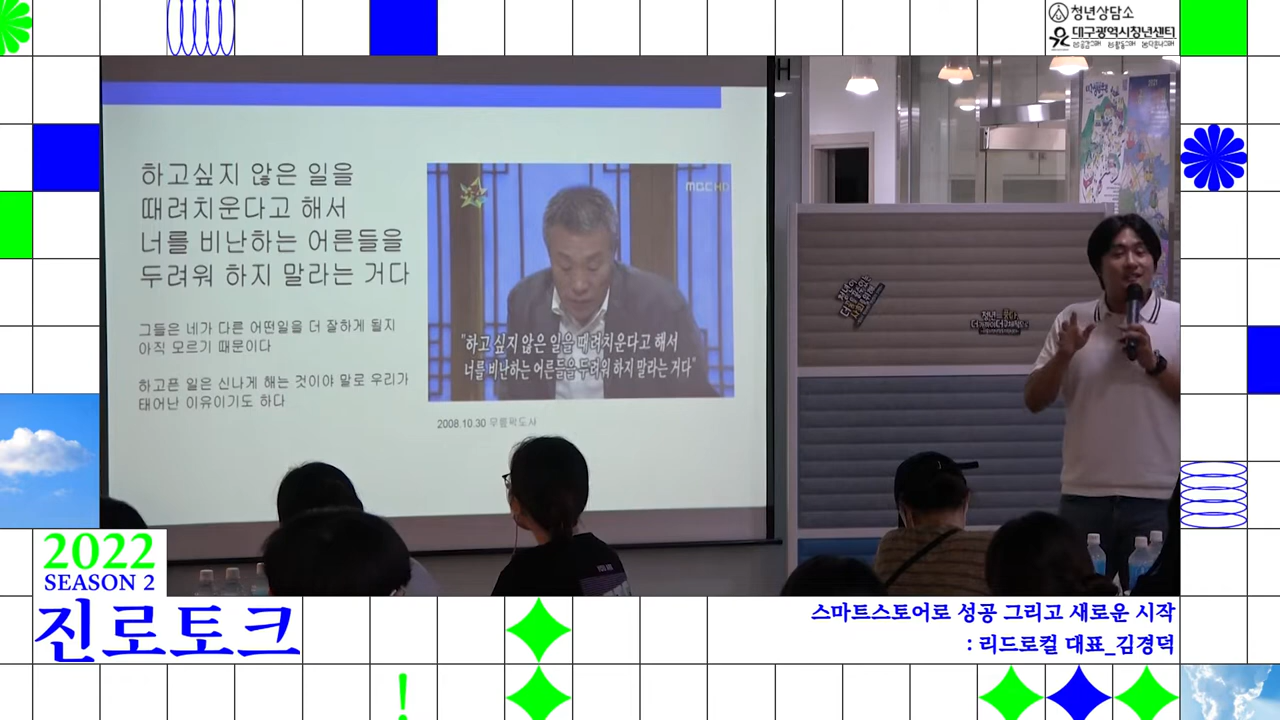 청년상담소
대구광역시청년센터
하고싶지 않은 일을
때려치운다고 해서
너를 비난하는 어른들을
두려워 하지 말라는 거다
그들은 네가 다른 어떤일을 더 잘하게 될지
아직 모르기 때문이다
하고픈 일은 신나게 해는 것이야 말로 우리가
태어난 이유이기도 하다
MBC HD
"하고 싶지 않은 일을 때려치운다고 해서
너를 비난하는 어른들을 두려워 하지 말라는 거다"
2008.10.30 무릎팍도사
2022
SEASON 2
진로토크
스마트스토어로 성공 그리고 새로운 시작
: 리드로컬 대표_김경덕